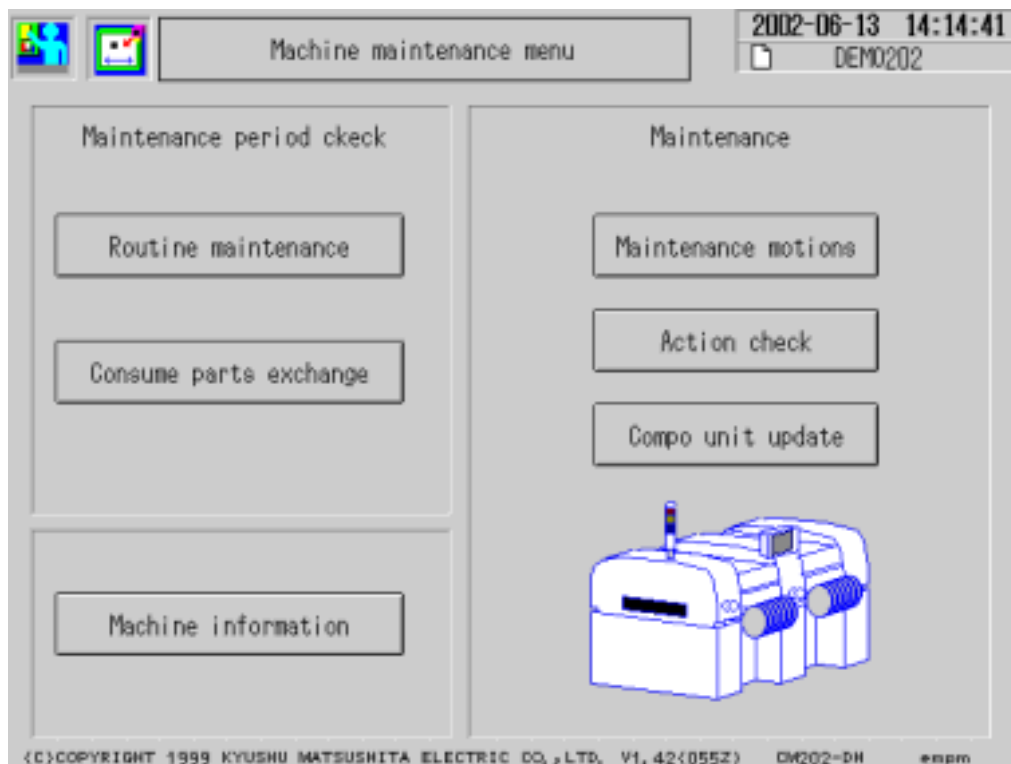 Machine maintenance menu
2002-06-13 14:14:41
DEMO202
Maintenance period ckeck
Routine maintenance
Consume parts exchange
Machine information
Maintenance
Maintenance motions
Action check
Compo unit update
(C)COPYRIGHT 1999 KYUSHU MATSUSHITA ELECTRIC CO.,LTD. V1.42(055Z) CM202-DH empm